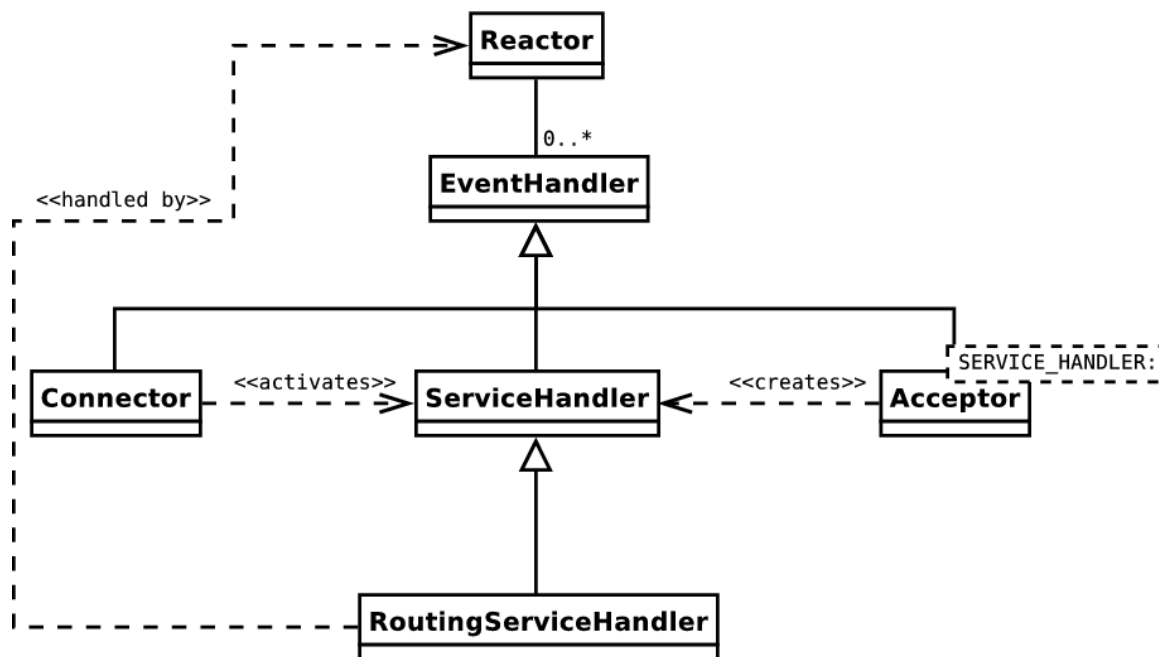 Reactor
0..*
EventHandler
<<handled by>>
SERVICE_HANDLER:
Connector
<<activates>>
ServiceHandler
<<creates>>
Acceptor
RoutingServiceHandler